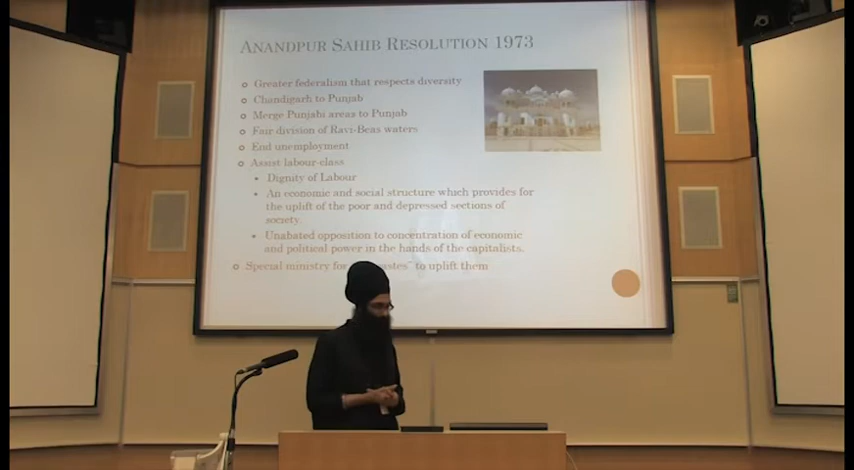 ANANDPUR SAHIB RESOLUTION 1973
Greater federalism that respects diversity
Chandigarh to Punjab
Merge Punjabi areas to Punjab
Fair division of Ravi-Beas waters
End unemployment
Assist labour-class
Dignity of Labour
An economic and social structure which provides for
the uplift of the poor and depressed sections of
society.
Unabated opposition to concentration of economic
and political power in the hands of the capitalists.
Special ministry for to uplift them